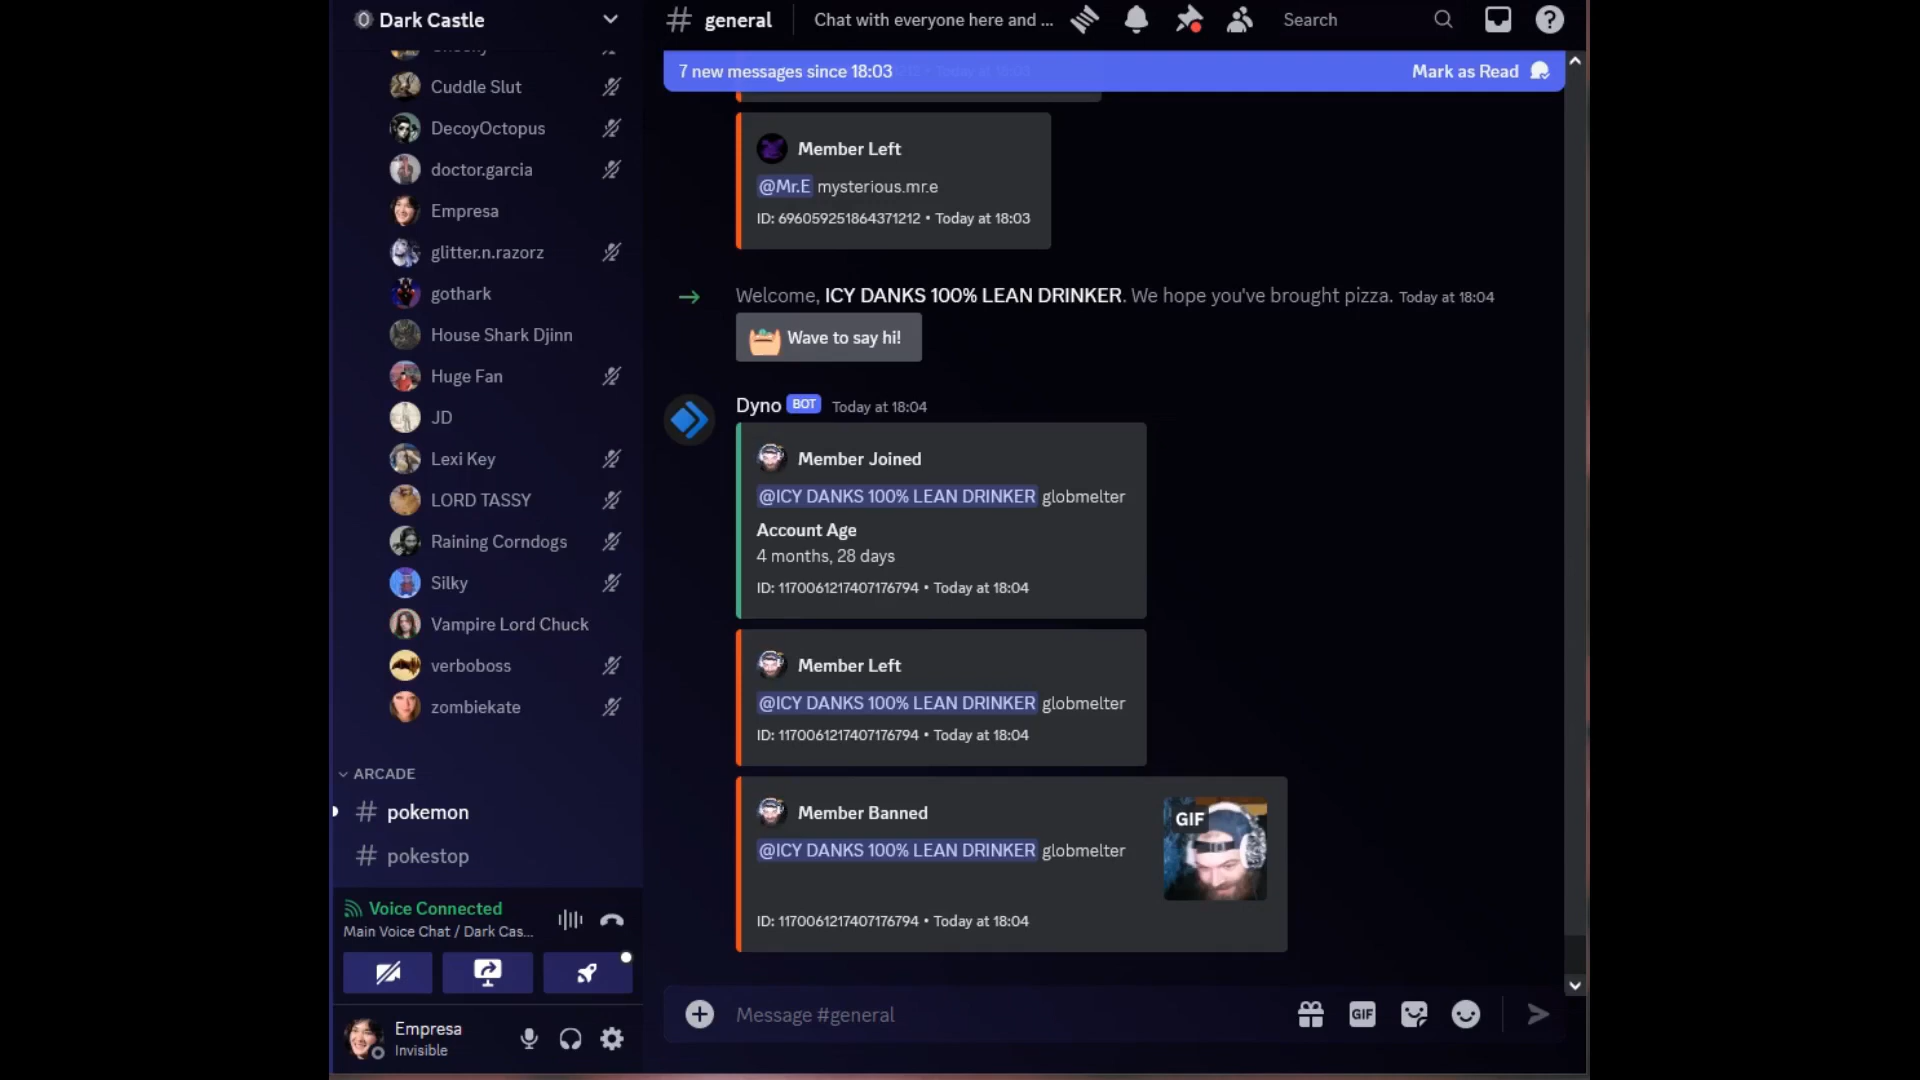 Dark Castle
Cuddle Slut
DecoyOctopus
doctor.garcia
Empresa
glitter.n.razorz
gothark
House Shark Djinn
Huge Fan
JD
Lexi Key
LORD TASSY
Raining Corndogs
Silky
Vampire Lord Chuck
verboboss
zombiekate
ARCADE
# pokemon
# pokestop
Voice Connected
Main Voice Chat / Dark Cas...
Empresa
Invisible
# general
Chat with everyone here and ...
Search
7 new messages since 18:03
Mark as Read
Member Left
@Mr.E mysterious.mr.e
ID: 696059251864371212 • Today at 18:03
Welcome, ICY DANKS 100% LEAN DRINKER. We hope you've brought pizza. Today at 18:04
Wave to say hi!
Dyno BOT Today at 18:04
Member Joined
@ICY DANKS 100% LEAN DRINKER globmelter
Account Age
4 months, 28 days
ID: 1170061217407176794 • Today at 18:04
Member Left
@ICY DANKS 100% LEAN DRINKER globmelter
ID: 1170061217407176794 • Today at 18:04
Member Banned
GIF
@ICY DANKS 100% LEAN DRINKER globmelter
ID: 1170061217407176794 • Today at 18:04
Message #general
GIF